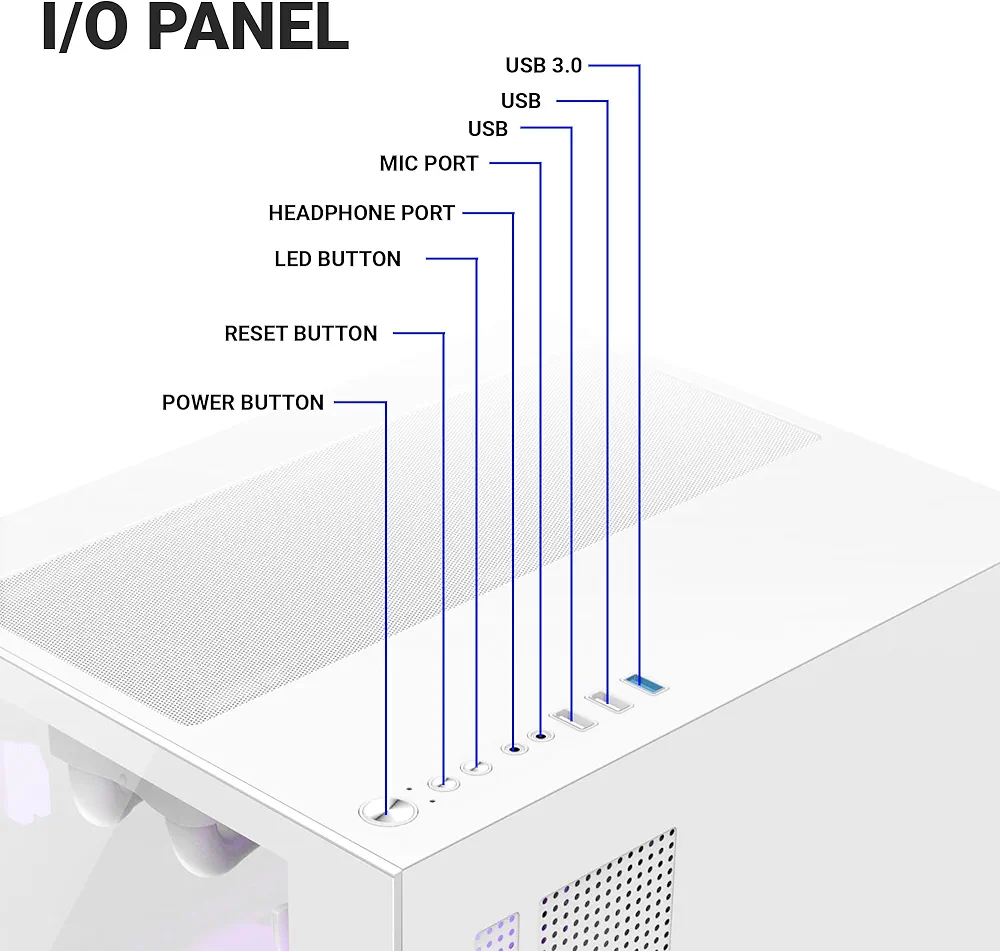 I/O PANEL
USB 3.0
USB
USB
MIC PORT
HEADPHONE PORT
LED BUTTON
RESET BUTTON
POWER BUTTON